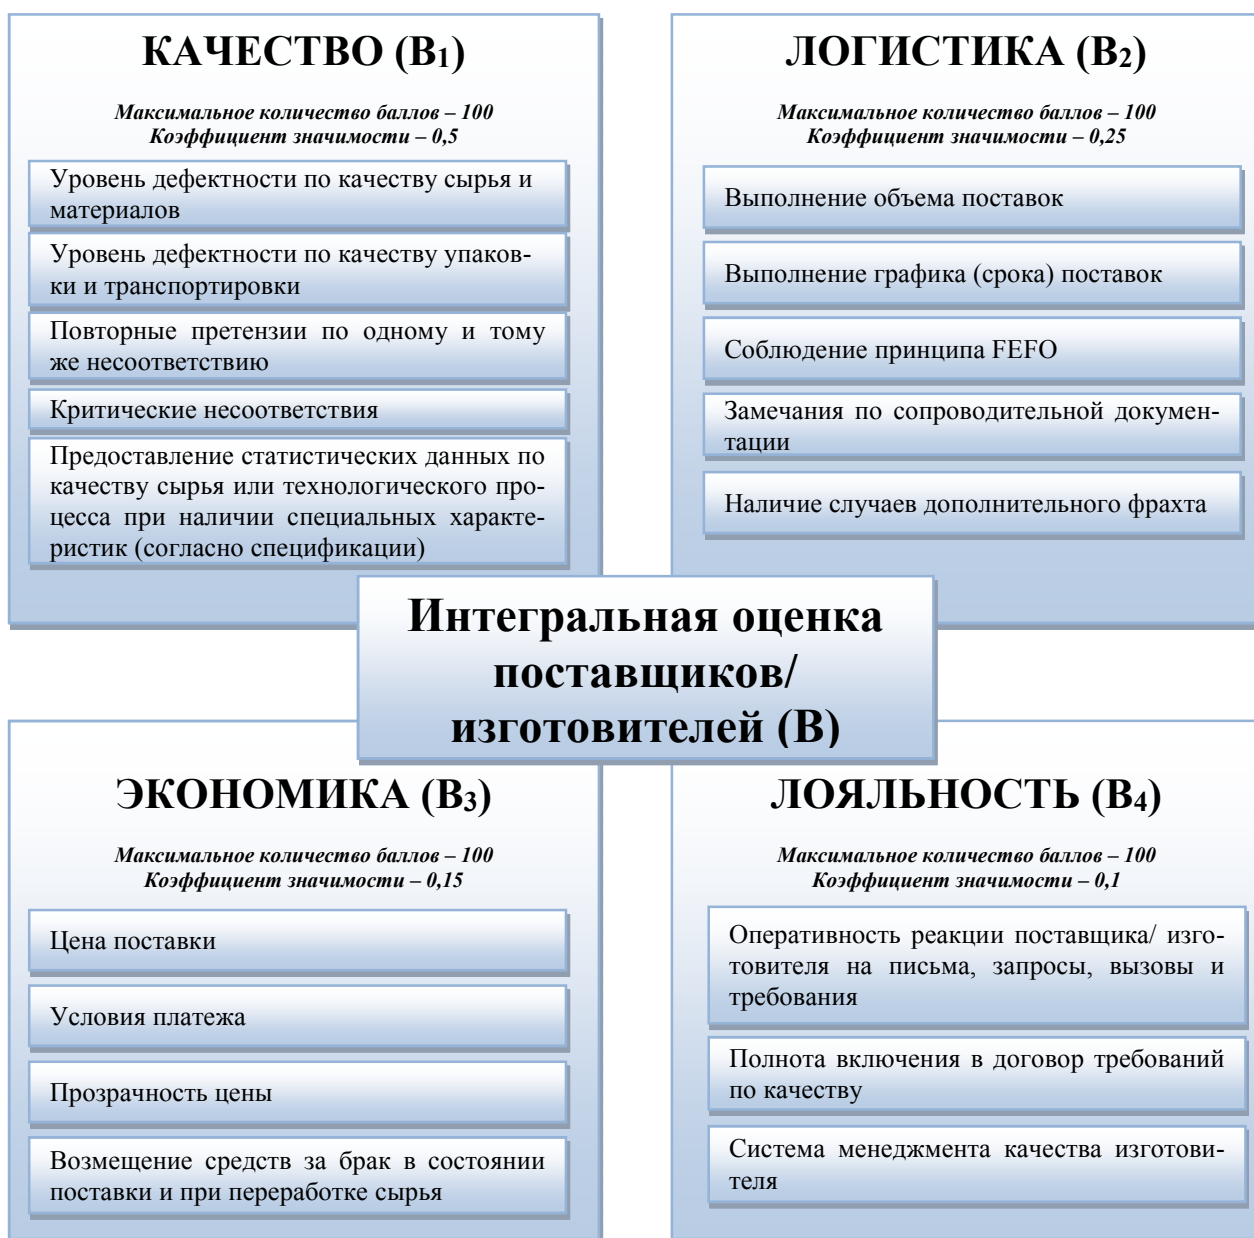 КАЧЕСТВО (B1)
Максимальное количество баллов – 100
Коэффициент значимости – 0,5
Уровень дефектности по качеству сырья и
материалов
Уровень дефектности по качеству упаков-
ки и транспортировки
Повторные претензии по одному и тому
же несоответствию
Критические несоответствия
Предоставление статистических данных по
качеству сырья или технологического про-
цесса при наличии специальных характе-
ристик (согласно спецификации)
ЛОГИСТИКА (B2)
Максимальное количество баллов – 100
Коэффициент значимости – 0,25
Выполнение объема поставок
Выполнение графика (срока) поставок
Соблюдение принципа FEFO
Замечания по сопроводительной докумен-
тации
Наличие случаев дополнительного фрахта
Интегральная оценка
поставщиков/
изготовителей (B)
ЭКОНОМИКА (B3)
Максимальное количество баллов – 100
Коэффициент значимости – 0,15
Цена поставки
Условия платежа
Прозрачность цены
Возмещение средств за брак в состоянии
поставки и при переработке сырья
ЛОЯЛЬНОСТЬ (B4)
Максимальное количество баллов – 100
Коэффициент значимости – 0,1
Оперативность реакции поставщика/ изго-
товителя на письма, запросы, вызовы и
требования
Полнота включения в договор требований
по качеству
Система менеджмента качества изготови-
теля